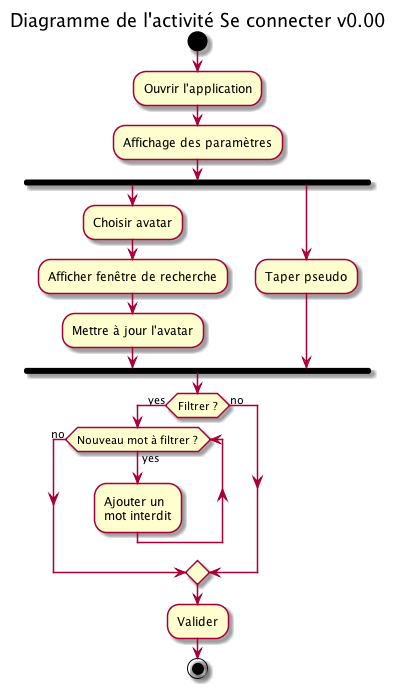 Diagramme de l'activité Se connecter v0.00
Ouvrir l'application
Affichage des paramètres
Choisir avatar
Afficher fenêtre de recherche
Taper pseudo
Mettre à jour l'avatar
yes
Filtrer ?
no
no
Nouveau mot à filtrer ?
yes
Ajouter un
mot interdit
Valider